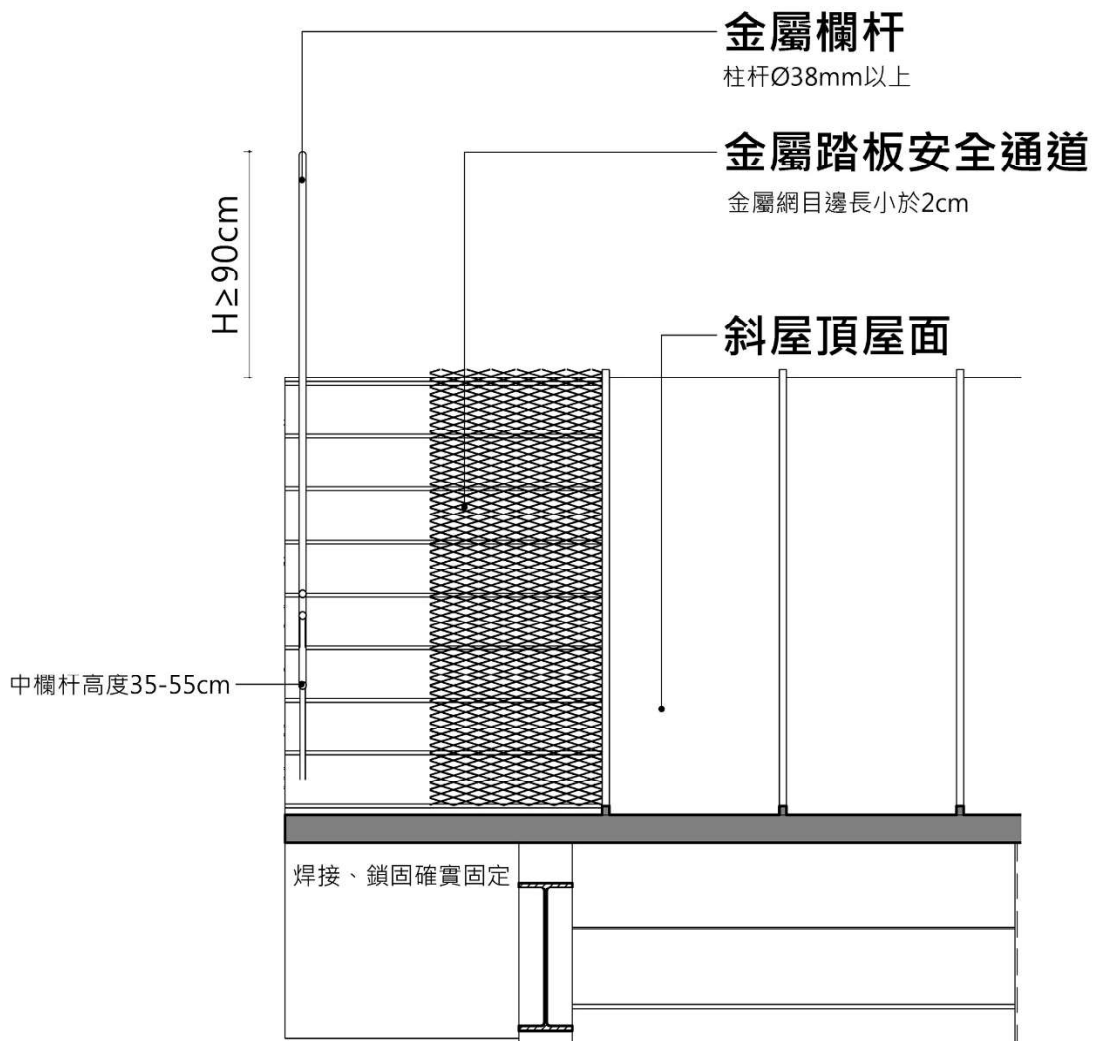 金屬欄杆
柱杆Ø38mm以上
金屬踏板安全通道
金屬網目邊長小於2cm
H≥90cm
斜屋頂屋面
中欄杆高度35-55cm
焊接、鎖固確實固定